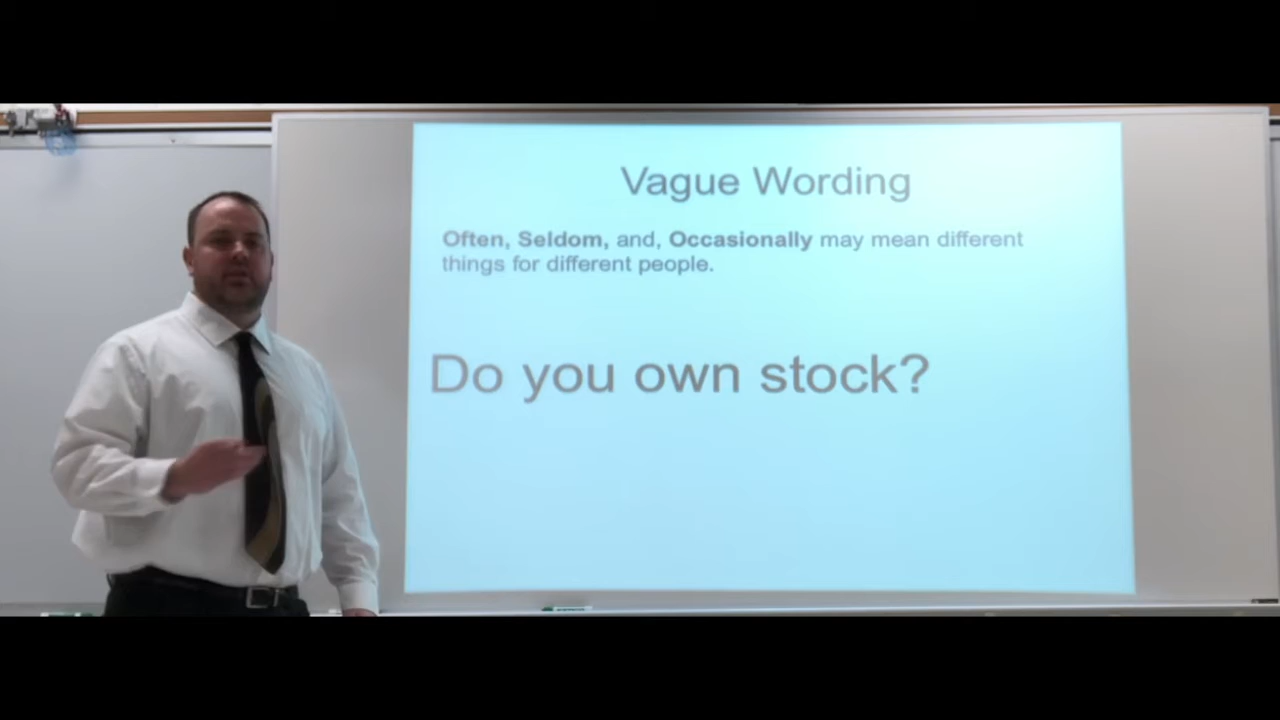 Vague Wording
Often, Seldom, and, Occasionally may mean different
things for different people.
Do you own stock?